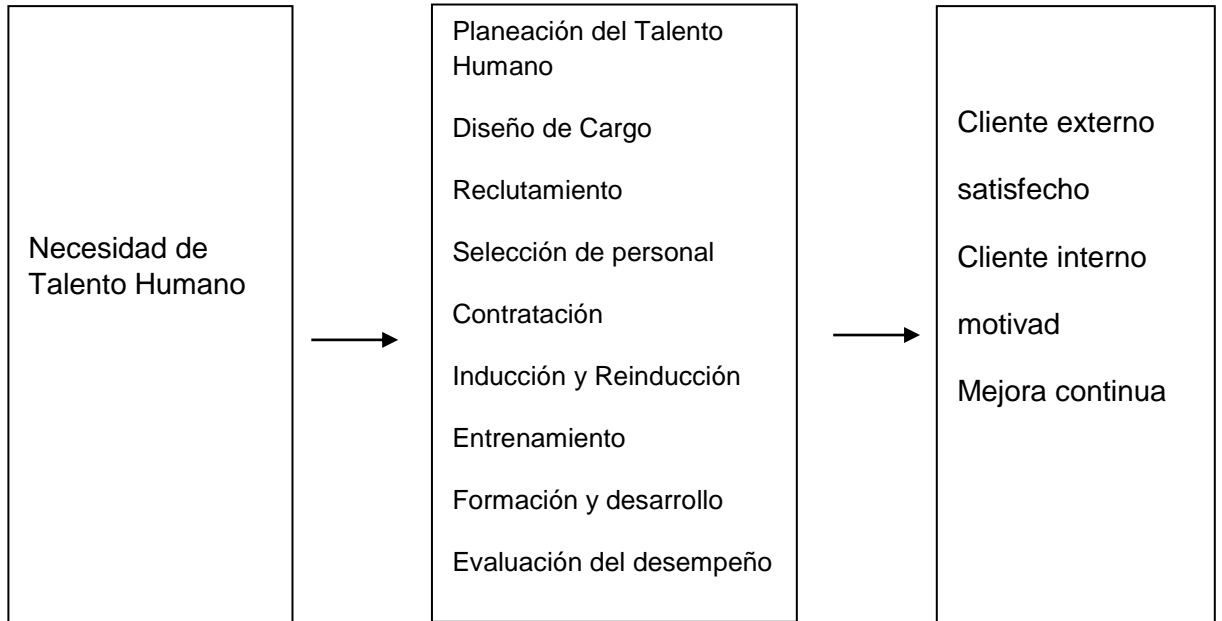 Necesidad de
Talento Humano
Planeación del Talento
Humano
Diseño de Cargo
Reclutamiento
Selección de personal
Contratación
Inducción y Reinducción
Entrenamiento
Formación y desarrollo
Evaluación del desempeño
Cliente externo
satisfecho
Cliente interno
motivad
Mejora continua